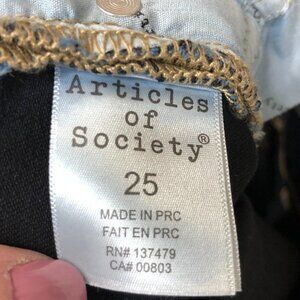 Articles
of
Society®
25
MADE IN PRC
FAIT EN PRC
RN# 137479
CA# 00803